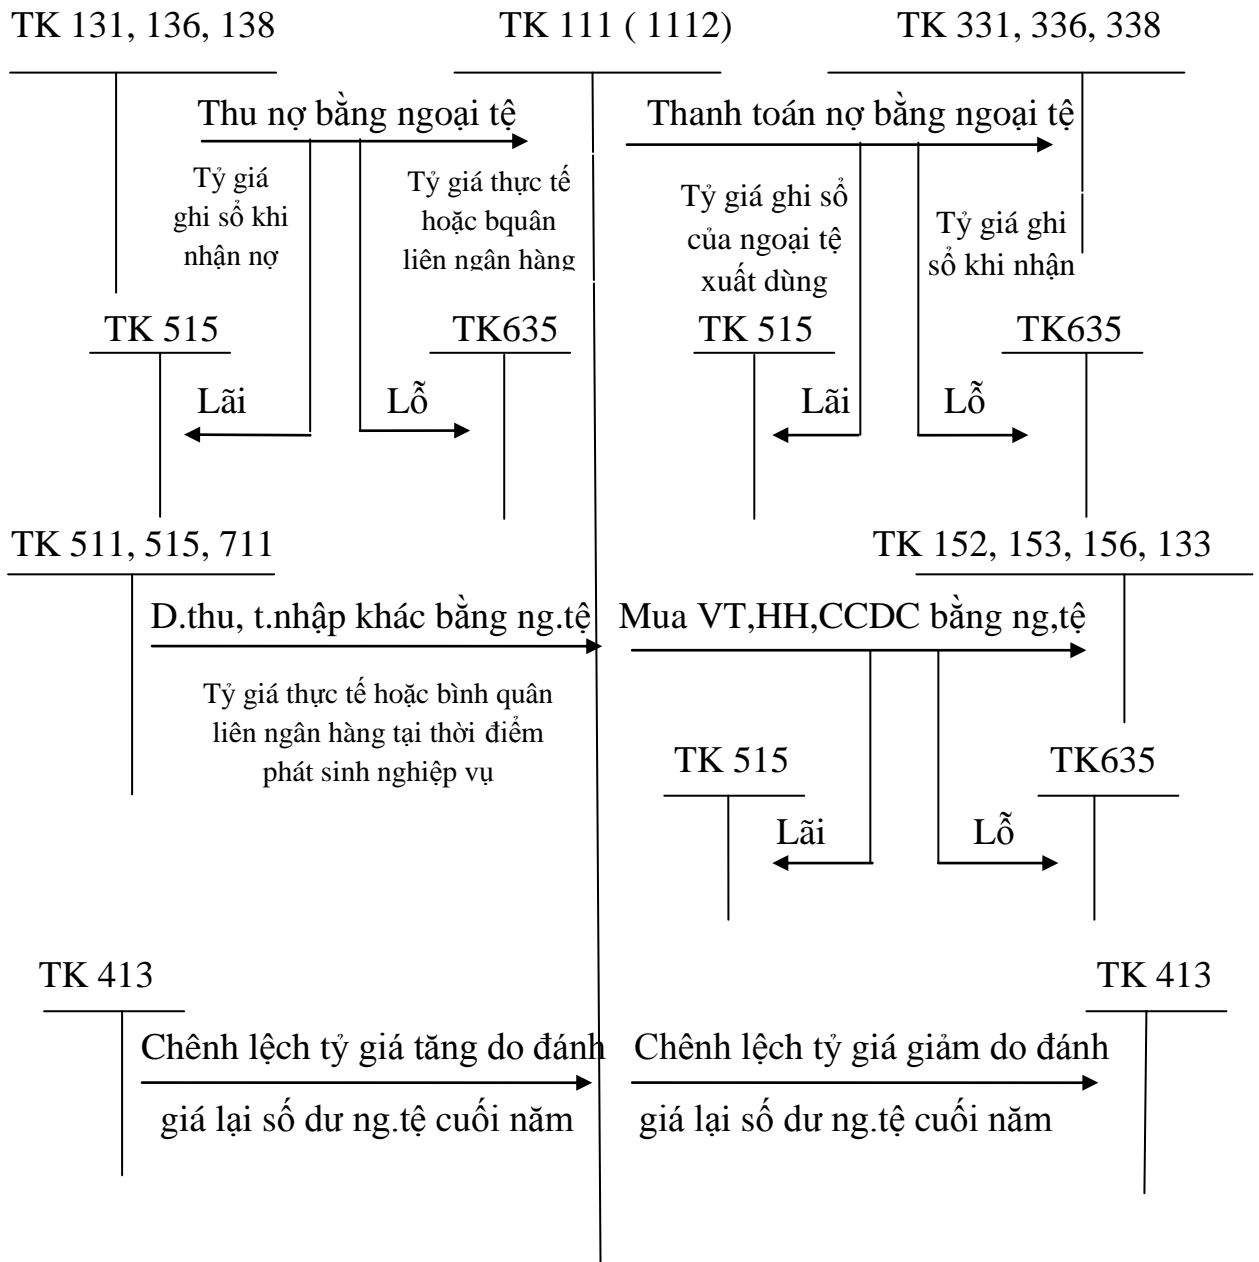 TK 131, 136, 138
TK 111 ( 1112)
TK 331, 336, 338
Thu nợ bằng ngoại tệ
Thanh toán nợ bằng ngoại tệ
Tỷ giá
ghi sổ khi
nhận nợ
Tỷ giá thực tế
hoặc bquân
liên ngân hàng
Tỷ giá ghi sổ
của ngoại tệ
xuất dùng
Tỷ giá ghi
sổ khi nhận
TK 515
TK635
TK 515
TK635
Lãi
Lỗ
Lãi
Lỗ
TK 511, 515, 711
TK 152, 153, 156, 133
D.thu, t.nhập khác bằng ng.tệ
Mua VT,HH,CCDC bằng ng,tệ
Tỷ giá thực tế hoặc bình quân
liên ngân hàng tại thời điểm
phát sinh nghiệp vụ
TK 515
TK635
Lãi
Lỗ
TK 413
TK 413
Chênh lệch tỷ giá tăng do đánh
giá lại số dư ng.tệ cuối năm
Chênh lệch tỷ giá giảm do đánh
giá lại số dư ng.tệ cuối năm